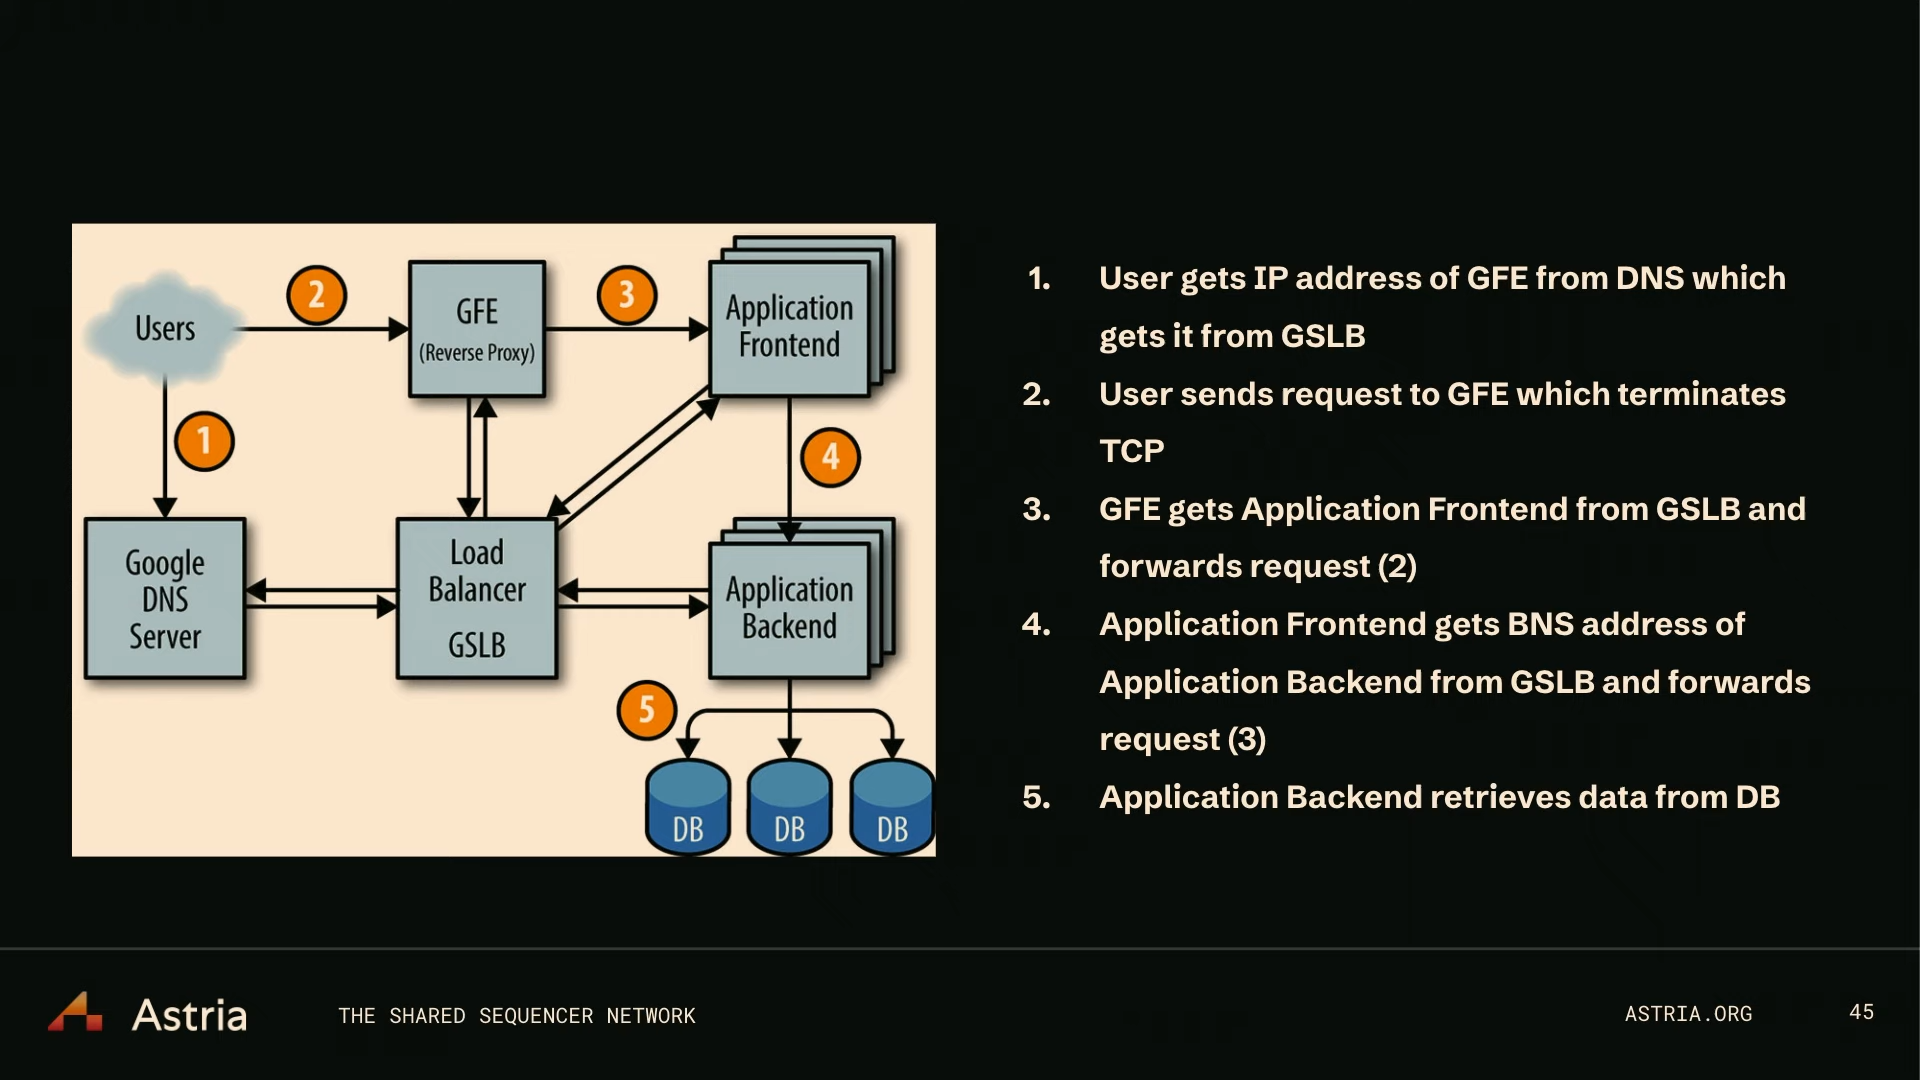 Users
2
GFE
(Reverse Proxy)
3
Application
Frontend
1
4
Google
DNS
Server
Load
Balancer
GSLB
Application
Backend
5
DB
DB
DB
1. User gets IP address of GFE from DNS which
gets it from GSLB
2. User sends request to GFE which terminates
TCP
3. GFE gets Application Frontend from GSLB and
forwards request (2)
4. Application Frontend gets BNS address of
Application Backend from GSLB and forwards
request (3)
5. Application Backend retrieves data from DB
Astria
THE SHARED SEQUENCER NETWORK
ASTRIA.ORG
45